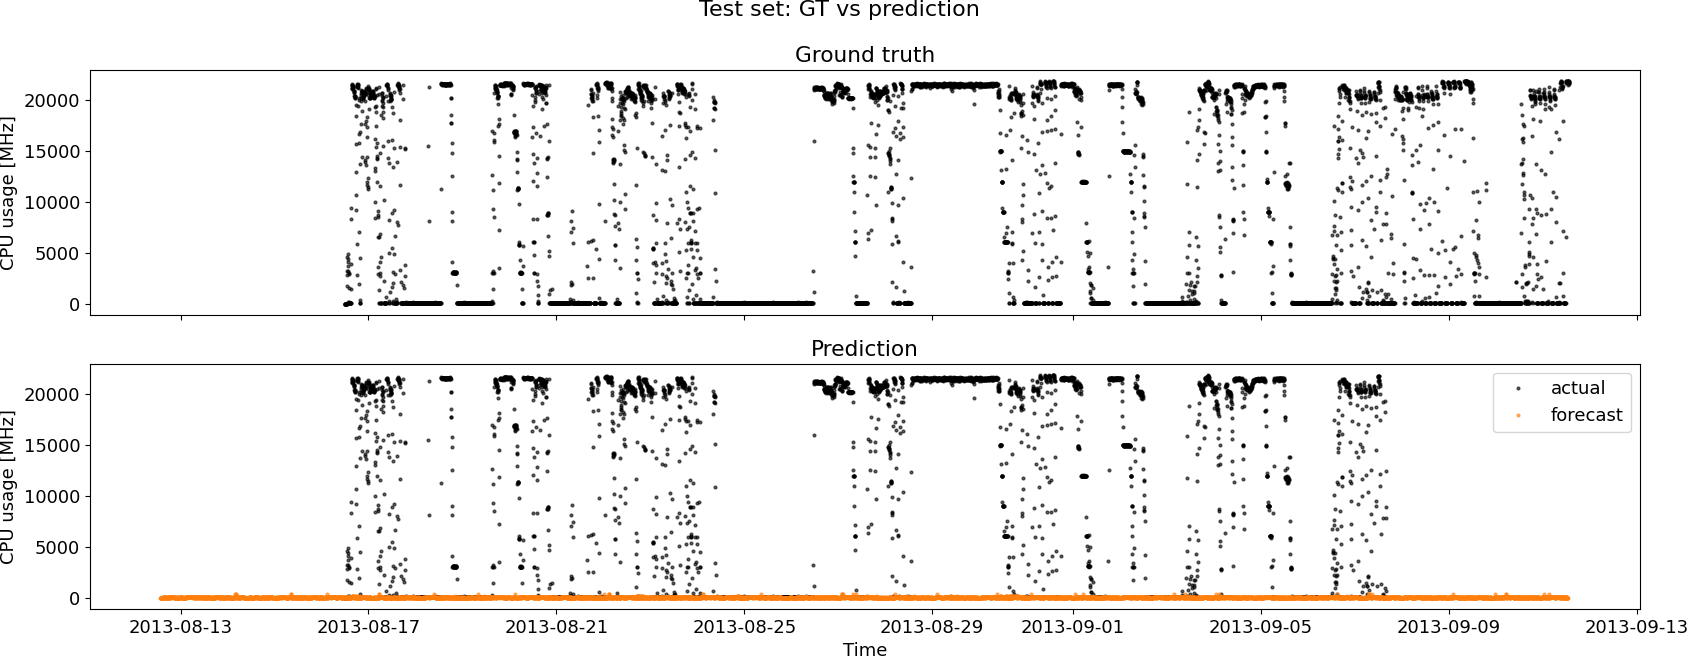 Test set: GT vs prediction
Ground truth
CPU usage [MHz]
20000
15000
10000
5000
0
Prediction
CPU usage [MHz]
20000
15000
10000
5000
0
actual
forecast
2013-08-13 2013-08-17 2013-08-21 2013-08-25 2013-08-29 2013-09-01 2013-09-05 2013-09-09 2013-09-13
Time